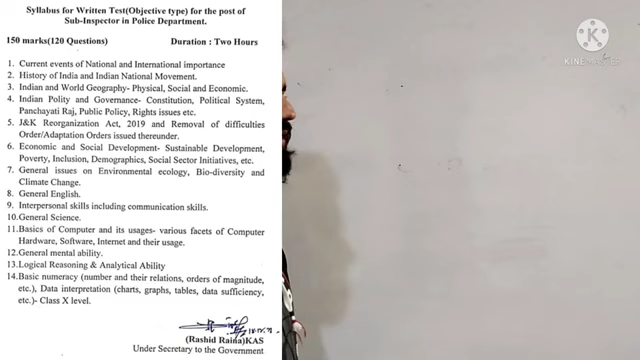 Syllabus for Written Test(Objective type) for the post of
Sub-Inspector in Police Department.
150 marks(120 Questions) Duration : Two Hours
1. Current events of National and International importance
2. History of India and Indian National Movement.
3. Indian and World Geography- Physical, Social and Economic.
4. Indian Polity and Governance- Constitution, Political System,
Panchayati Raj, Public Policy, Rights issues etc.
5. J&K Reorganization Act, 2019 and Removal of difficulties
Order/Adaptation Orders issued thereunder.
6. Economic and Social Development- Sustainable Development,
Poverty, Inclusion, Demographics, Social Sector Initiatives, etc.
7. General issues on Environmental ecology, Bio-diversity and
Climate Change.
8. General English.
9. Interpersonal skills including communication skills.
10.General Science.
11.Basics of Computer and its usages- various facets of Computer
Hardware, Software, Internet and their usage.
12.General mental ability.
13.Logical Reasoning & Analytical Ability
14.Basic numeracy (number and their relations, orders of magnitude,
etc.), Data interpretation (charts, graphs, tables, data sufficiency,
etc.)- Class X level.
(Rashid Raina)KAS
Under Secretary to the Government
KINEMASTER